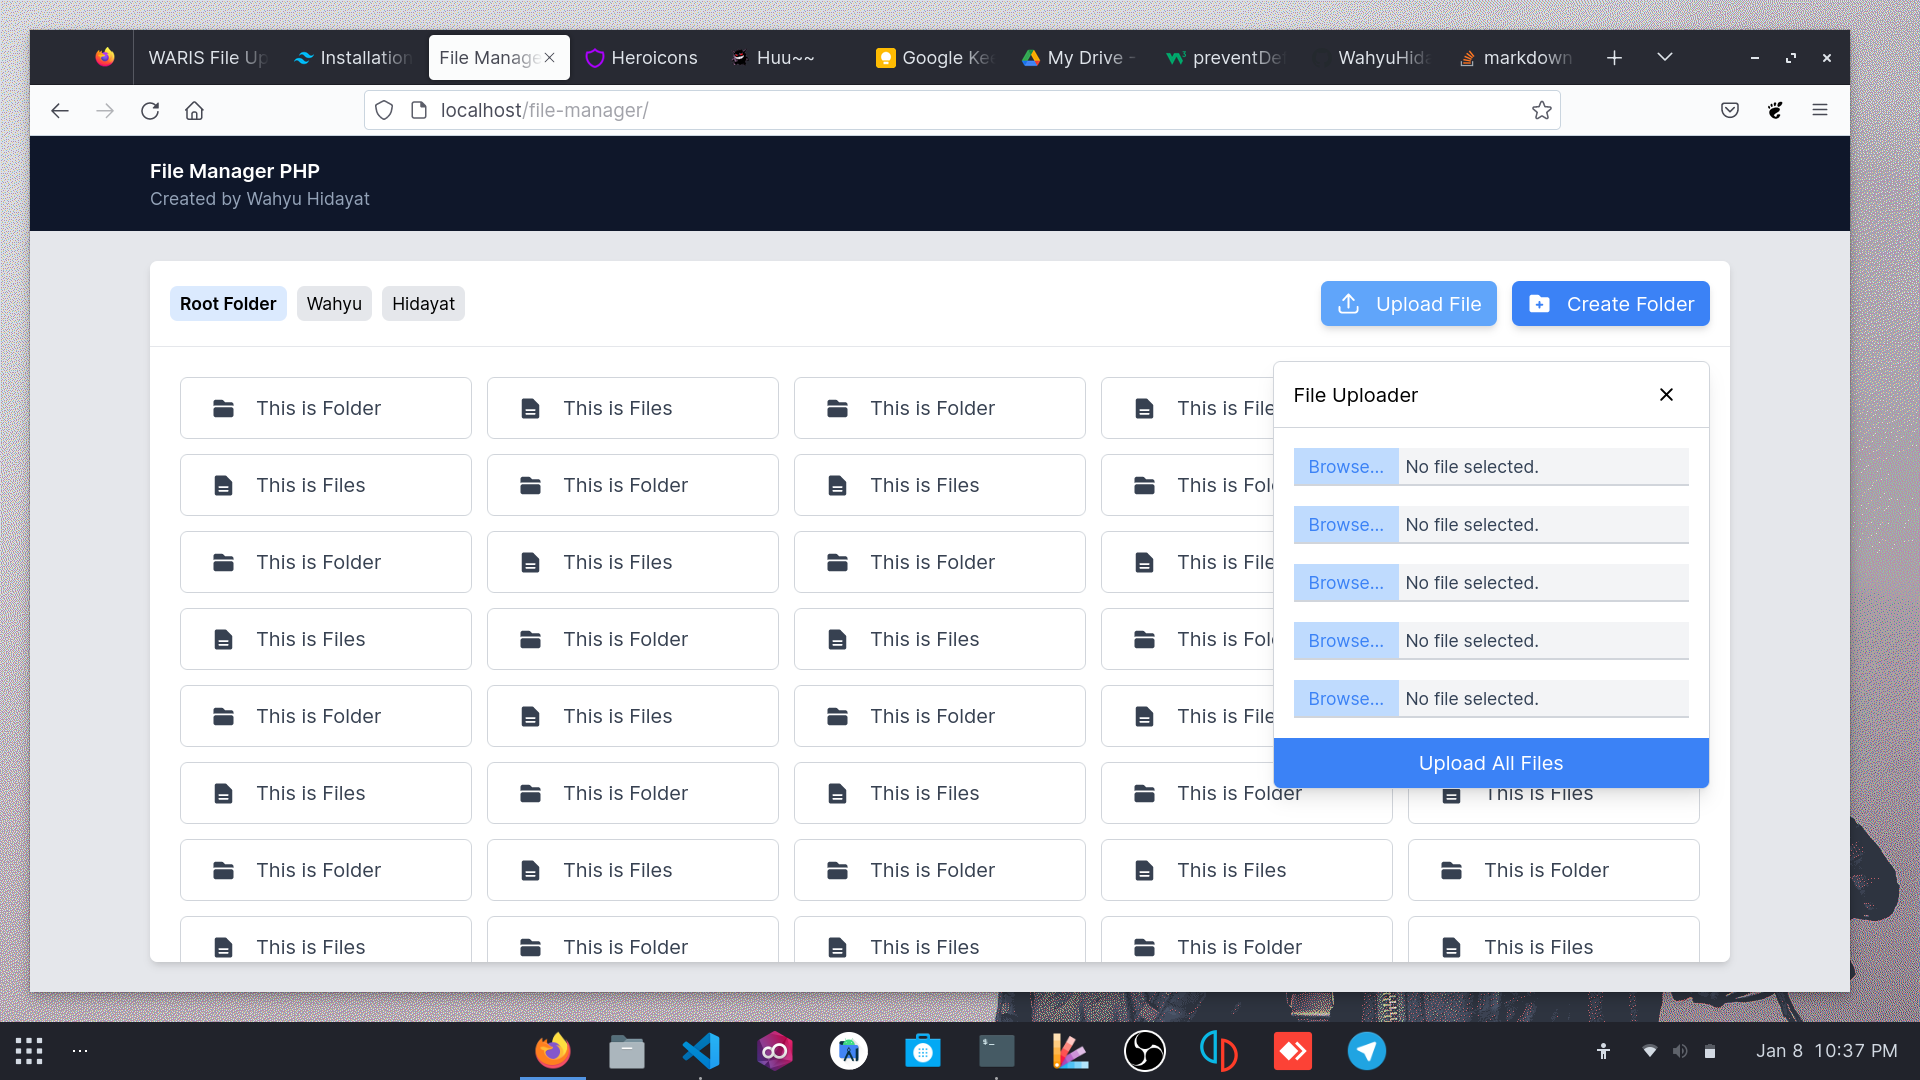 WARIS File Up
Installation
File Manage
Heroicons
Huu~~
Google Kee
My Drive -
preventDe
WahyuHida
markdown
localhost/file-manager/
File Manager PHP
Created by Wahyu Hidayat
Root Folder
Wahyu
Hidayat
Upload File
Create Folder
This is Folder
This is Files
This is Folder
This is File
This is Files
This is Folder
This is Files
This is Fol
This is Folder
This is Files
This is Folder
This is File
This is Files
This is Folder
This is Files
This is Fol
This is Folder
This is Files
This is Folder
This is File
This is Files
This is Folder
This is Files
This is Folder
This is Files
This is Folder
This is Files
This is Folder
This is Files
This is Folder
This is Files
This is Folder
This is Files
This is Folder
This is Files
File Uploader
Browse... No file selected.
Browse... No file selected.
Browse... No file selected.
Browse... No file selected.
Browse... No file selected.
Upload All Files
Jan 8 10:37 PM